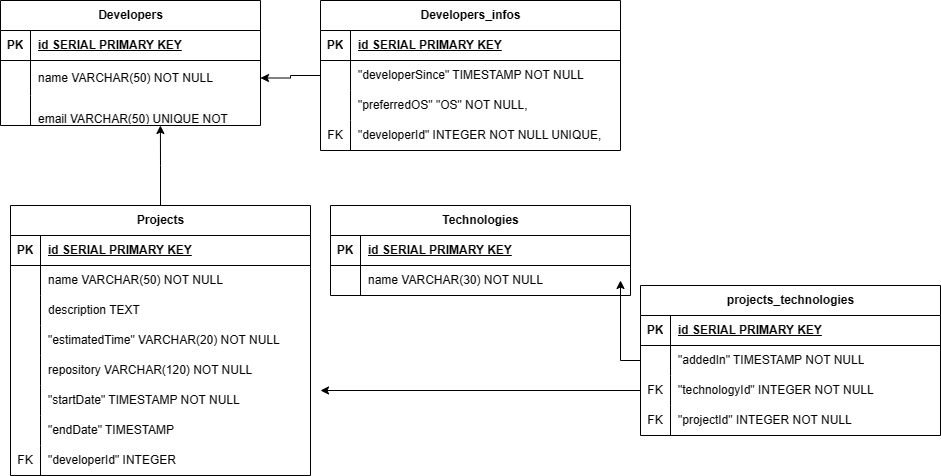 Developers
PK id SERIAL PRIMARY KEY
name VARCHAR(50) NOT NULL
email VARCHAR(50) UNIQUE NOT
Developers_infos
PK id SERIAL PRIMARY KEY
"developerSince" TIMESTAMP NOT NULL
"preferredOS" "OS" NOT NULL,
FK "developerId" INTEGER NOT NULL UNIQUE,
Projects
PK id SERIAL PRIMARY KEY
name VARCHAR(50) NOT NULL
description TEXT
"estimatedTime" VARCHAR(20) NOT NULL
repository VARCHAR(120) NOT NULL
"startDate" TIMESTAMP NOT NULL
"endDate" TIMESTAMP
FK "developerId" INTEGER
Technologies
PK id SERIAL PRIMARY KEY
name VARCHAR(30) NOT NULL
projects_technologies
PK id SERIAL PRIMARY KEY
"addedIn" TIMESTAMP NOT NULL
FK "technologyId" INTEGER NOT NULL
FK "projectId" INTEGER NOT NULL